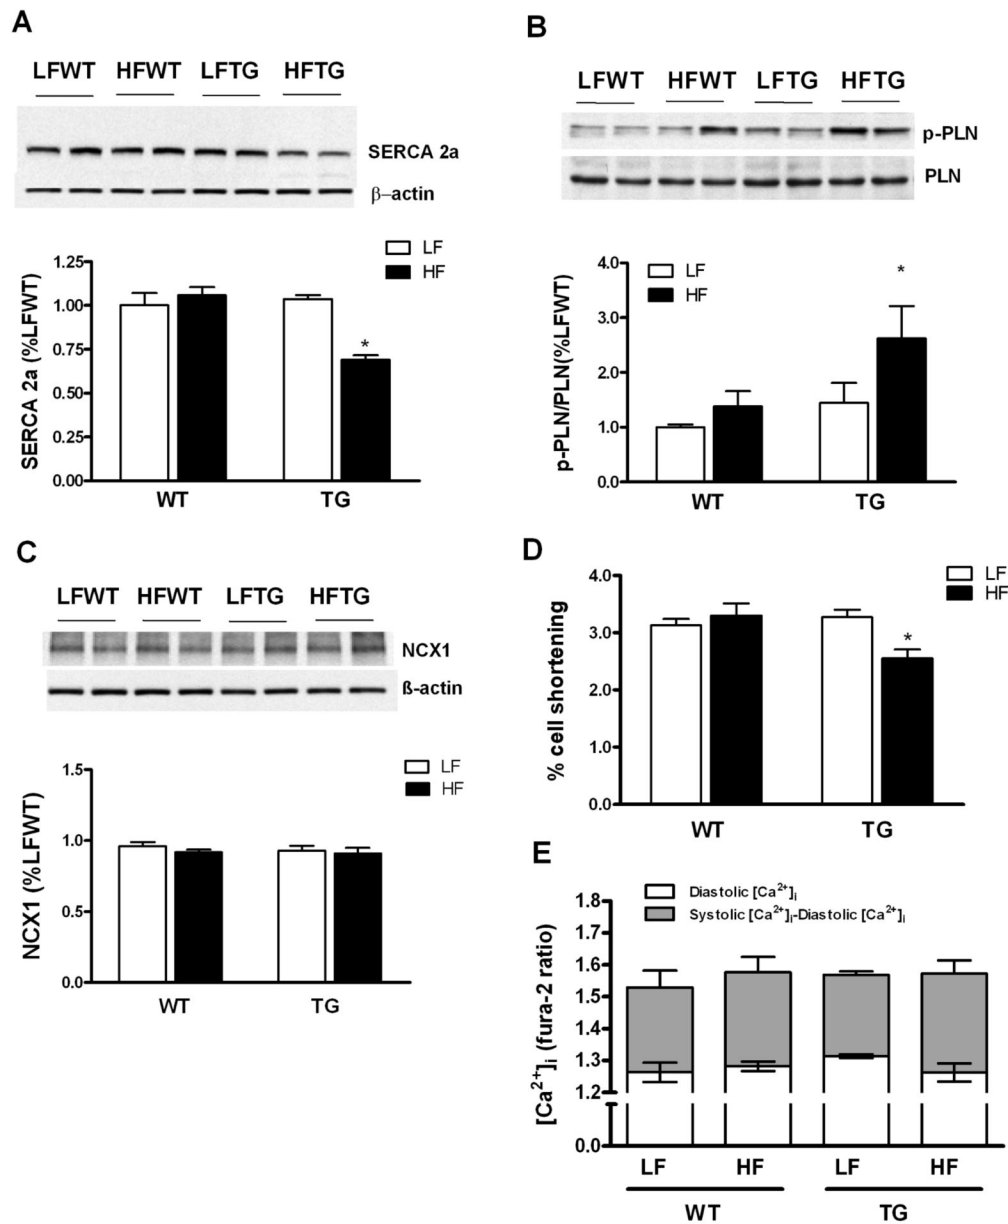 A
LFWT HFWT LFTG HFTG
SERCA 2a
β–actin
LF
HF
SERCA 2a (%LFWT)
1.25
1.00
0.75
0.50
0.25
0.00
*
WT TG
B
LFWT HFWT LFTG HFTG
p-PLN
PLN
LF
HF
p-PLN/PLN(%LFWT)
4.0
3.0
2.0
1.0
0.0
*
WT TG
C
LFWT HFWT LFTG HFTG
NCX1
ß-actin
LF
HF
NCX1 (%LFWT)
1.5
1.0
0.5
0.0
WT TG
D
LF
HF
% cell shortening
4.0
3.0
2.0
1.0
0.0
*
WT TG
E
Diastolic [Ca²⁺]ᵢ
Systolic [Ca²⁺]ᵢ-Diastolic [Ca²⁺]ᵢ
[Ca²⁺]ᵢ (fura-2 ratio)
1.8
1.7
1.6
1.5
1.4
1.3
1.2
0.0
LF HF LF HF
WT TG